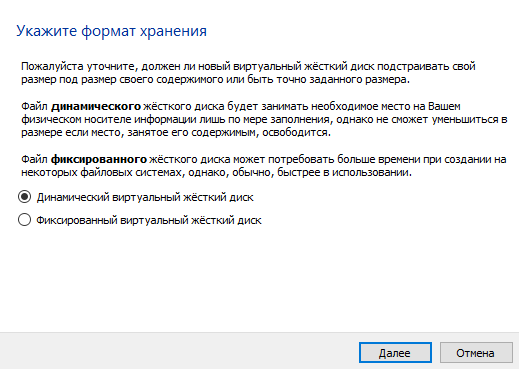 Укажите формат хранения
Пожалуйста уточните, должен ли новый виртуальный жёсткий диск подстраивать свой
размер под размер своего содержимого или быть точно заданного размера.
Файл динамического жёсткого диска будет занимать необходимое место на Вашем
физическом носителе информации лишь по мере заполнения, однако не сможет уменьшиться в
размере если место, занятое его содержимым, освободится.
Файл фиксированного жёсткого диска может потребовать больше времени при создании на
некоторых файловых системах, однако, обычно, быстрее в использовании.
Динамический виртуальный жёсткий диск
Фиксированный виртуальный жёсткий диск
Далее
Отмена